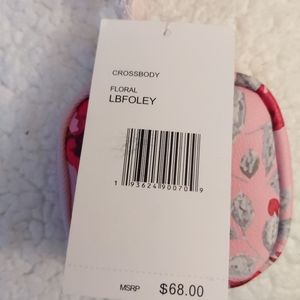 CROSSBODY
FLORAL
LBFOLEY
1 93624 90070 9
MSRP $68.00